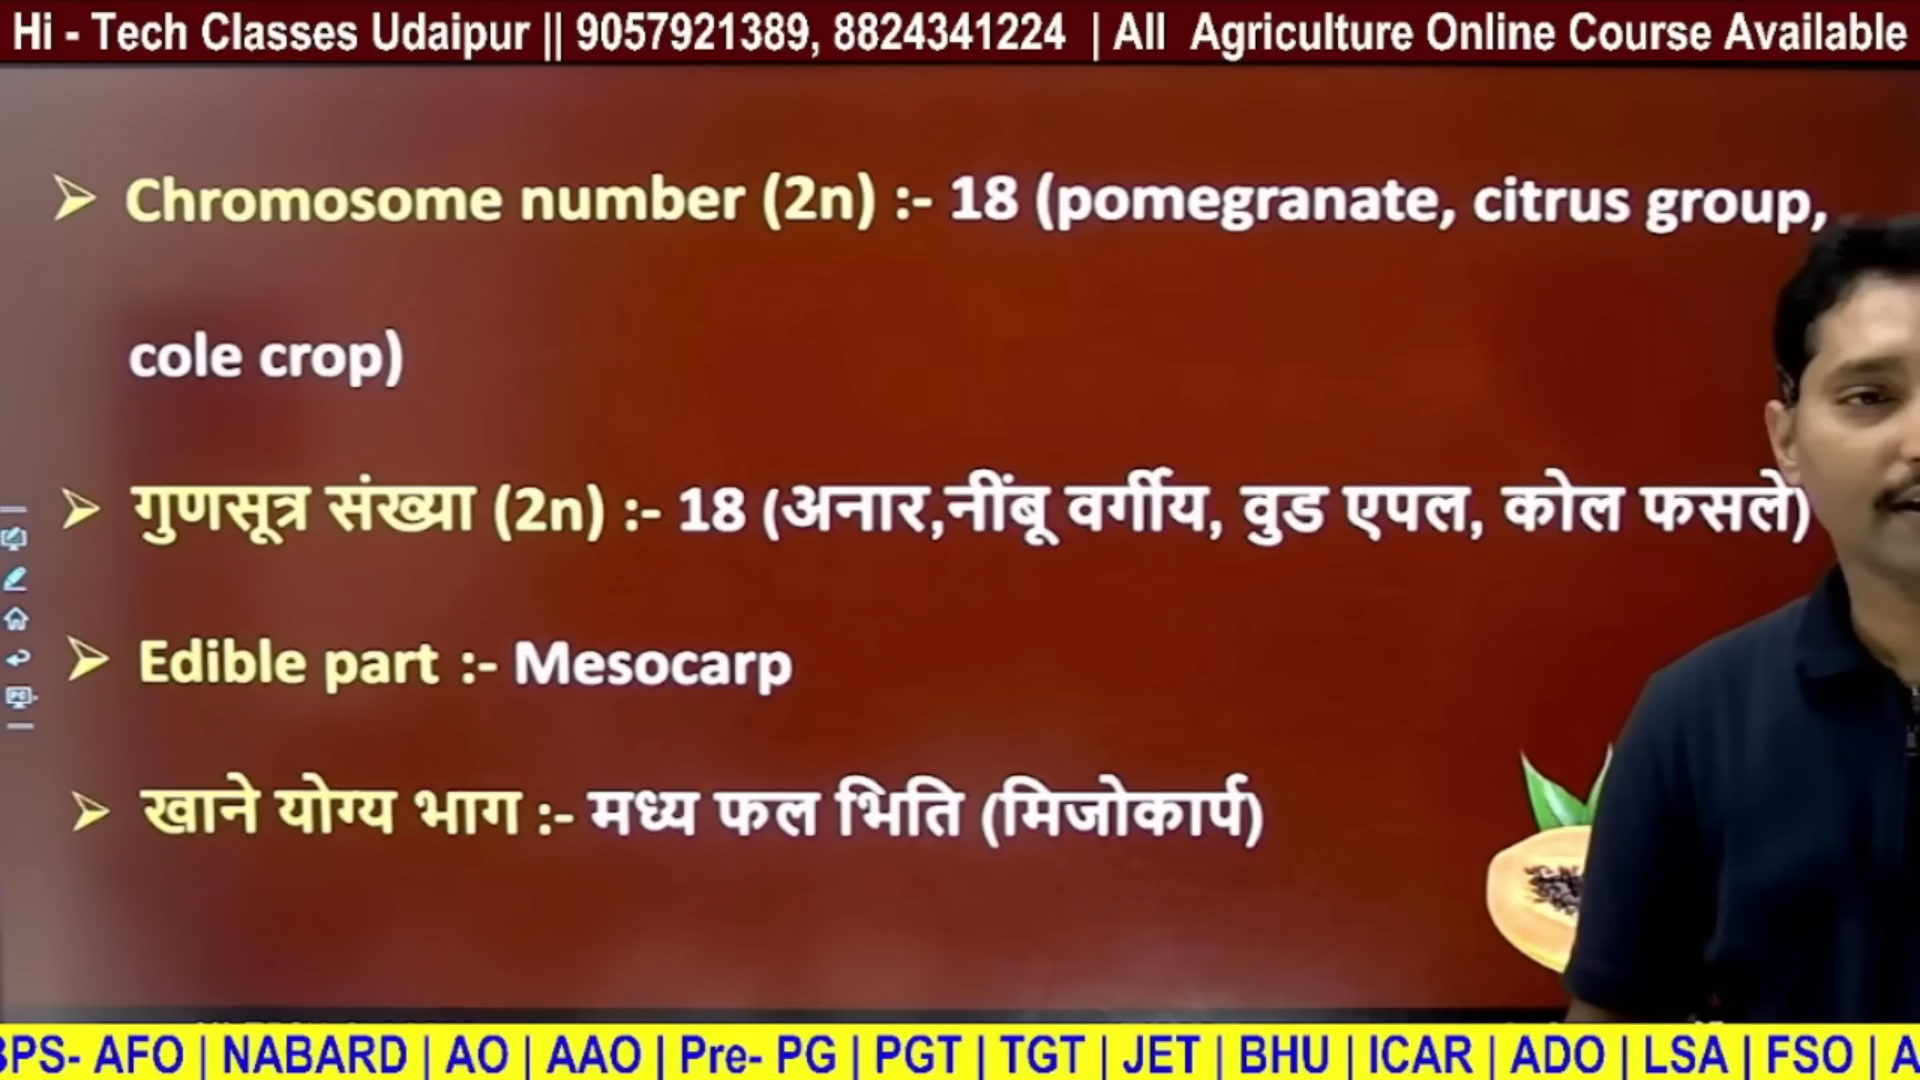 Hi - Tech Classes Udaipur || 9057921389, 8824341224 | All Agriculture Online Course Available
➢ Chromosome number (2n) :- 18 (pomegranate, citrus group,
cole crop)
➢ गुणसूत्र संख्या (2n) :- 18 (अनार,नींबू वर्गीय, वुड एपल, कोल फसले)
➢ Edible part :- Mesocarp
➢ खाने योग्य भाग :- मध्य फल भिति (मिजोकार्प)
AFO | NABARD | AO | AAO | Pre- PG | PGT | TGT | JET | BHU | ICAR | ADO | LSA | FSO |